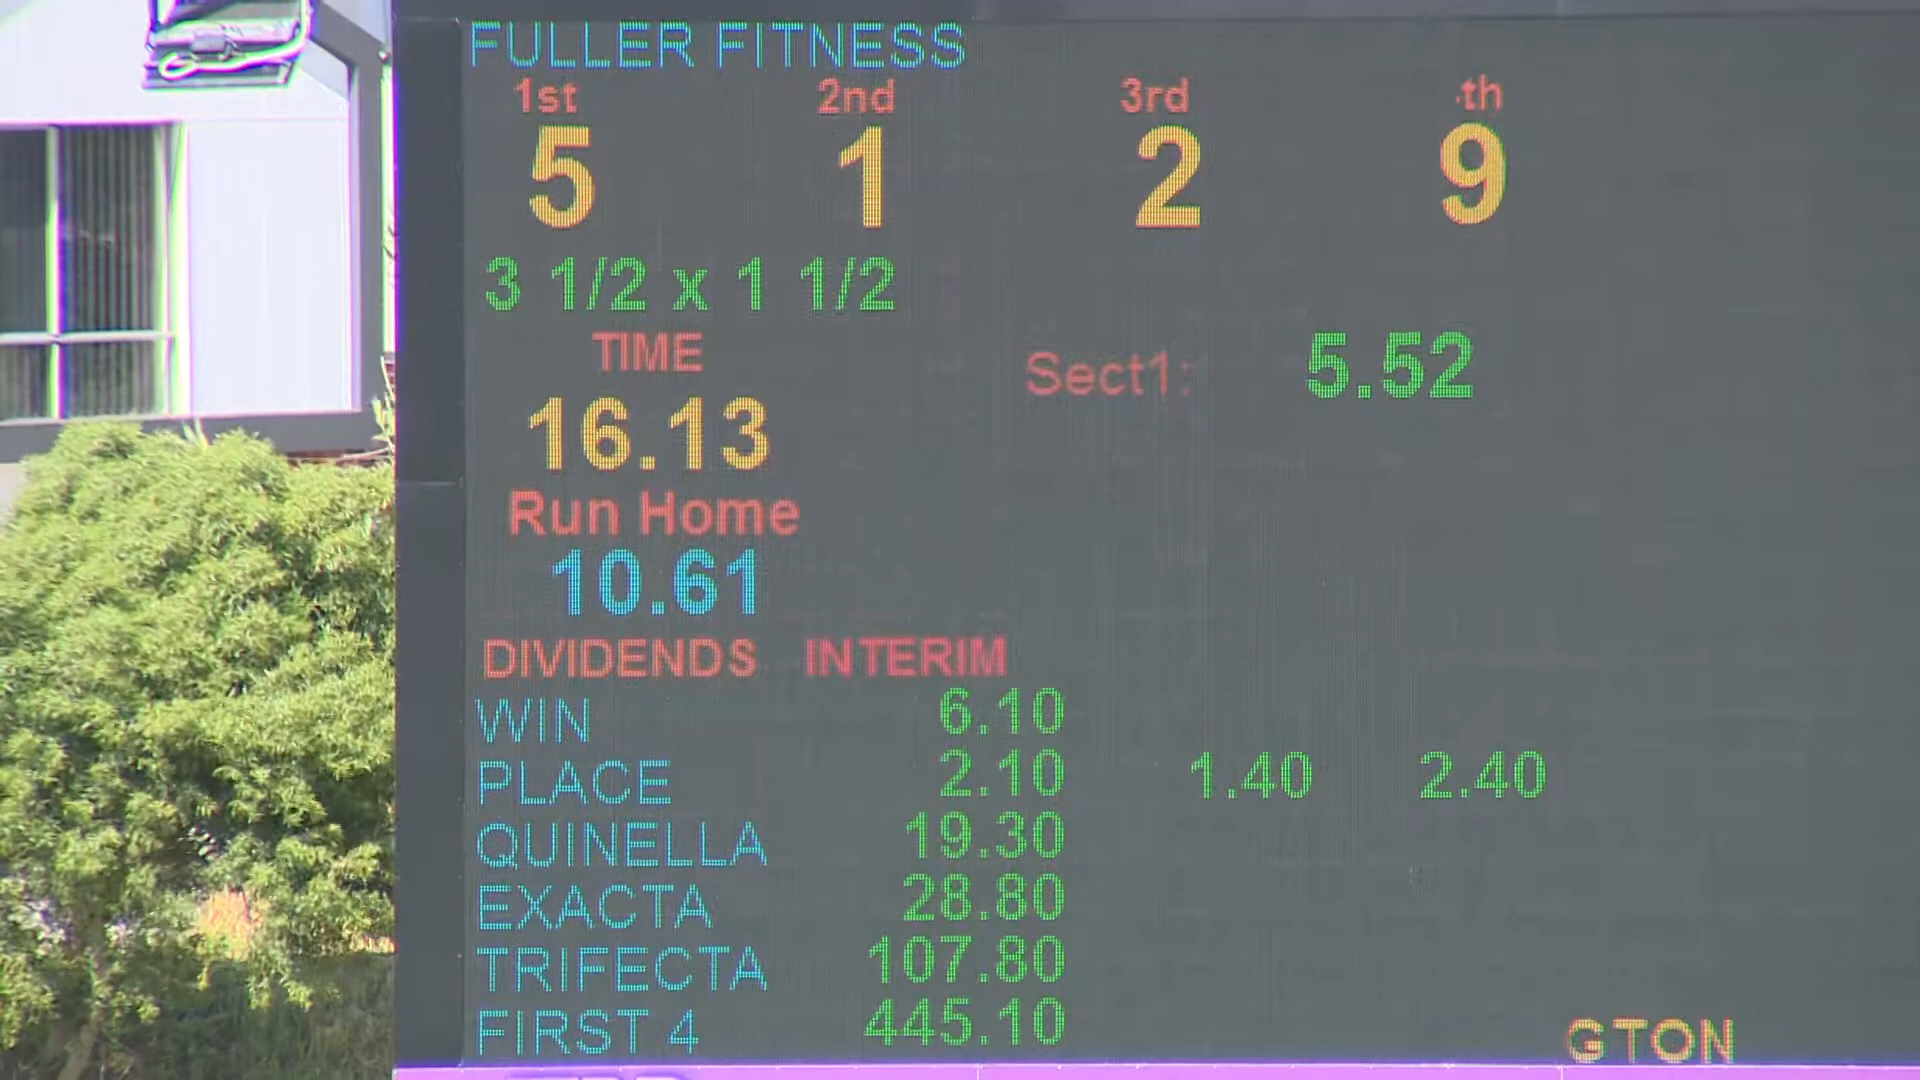 FULLER FITNESS
1st 2nd 3rd th
5 1 2 9
3 1/2 x 1 1/2
TIME
Sect1: 5.52
16.13
Run Home
10.61
DIVIDENDS INTERIM
WIN 6.10
PLACE 2.10 1.40 2.40
QUINELLA 19.30
EXACTA 28.80
TRIFECTA 107.80
FIRST 4 445.10
GTON